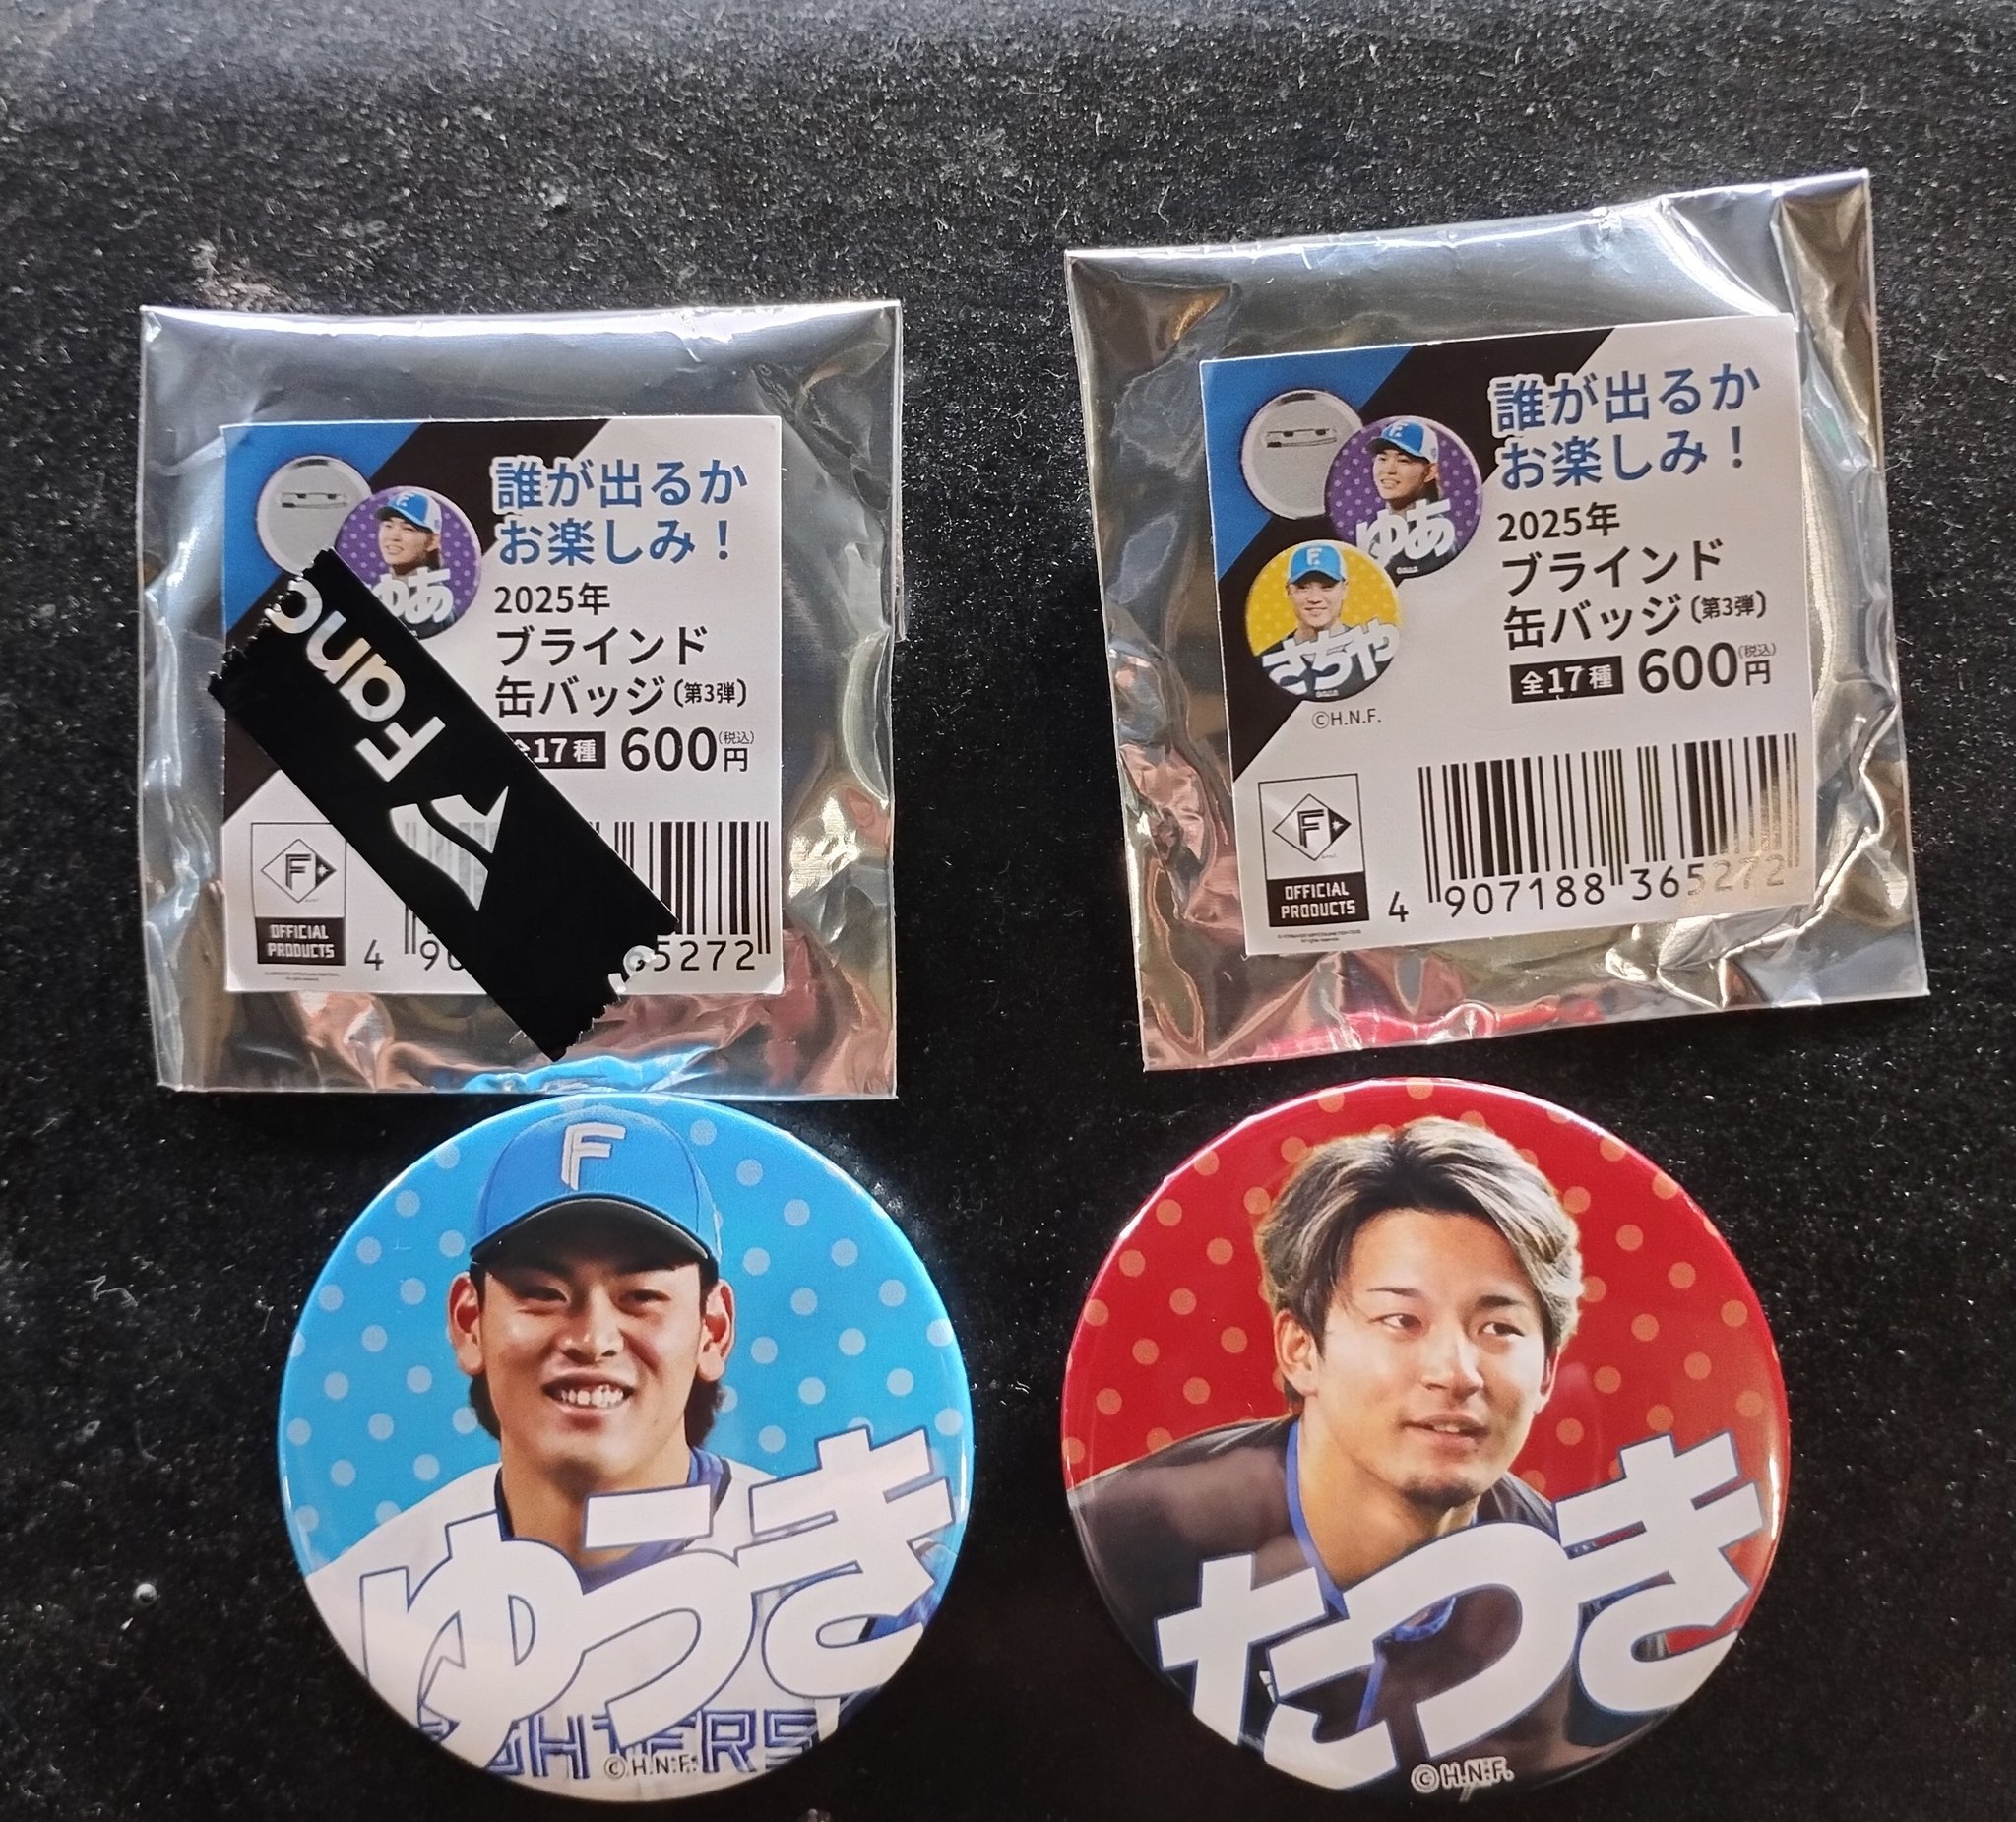 誰が出るか
お楽しみ！
2025年
ブラインド
缶バッジ(第3弾)
17種 600円(税込)
ゆあ
Fanc
F
OFFICIAL
PRODUCTS
4 90 5272
誰が出るか
お楽しみ！
2025年
ブラインド
缶バッジ(第3弾)
全17種 600円(税込)
F
ゆあ
F
さちや
©H.N.F.
F
OFFICIAL
PRODUCTS
4 907188 365272
F
ゆうき
GHTERS
©H.N.F.
たつき
©H.N.F.